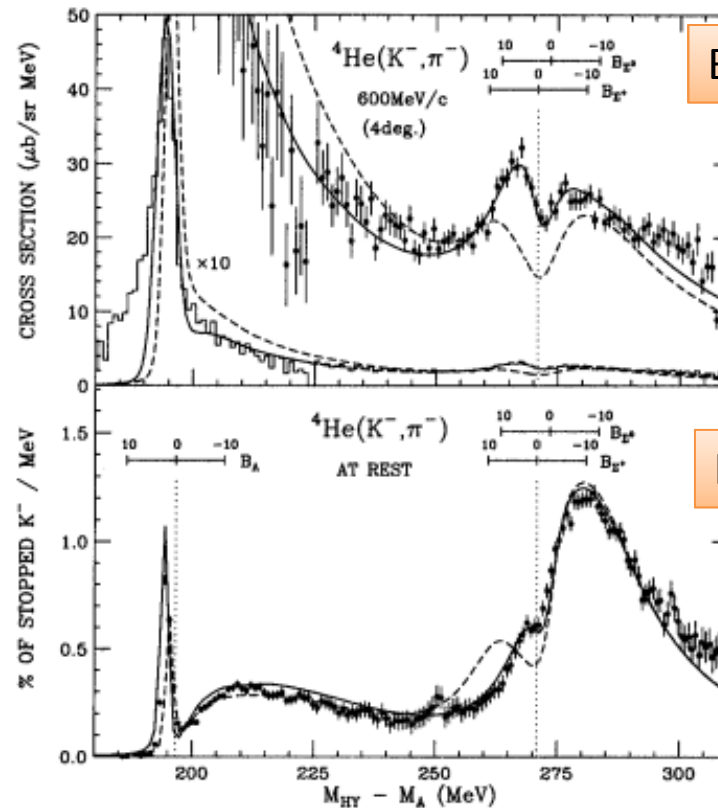 50
40
30
20
10
0
CROSS SECTION (μb/sr MeV)
⁴He(K⁻,π⁻)
600MeV/c
(4deg.)
10 0 -10
B_Σ⁰
10 0 -10
B_Σ⁺
×10
1.5
1.0
0.5
0.0
% OF STOPPED K⁻ / MeV
⁴He(K⁻,π⁻)
AT REST
10 0 -10
B_Λ
10 0 -10
B_Σ⁰
10 0 -10
B_Σ⁺
200 225 250 275 300
M_HY - M_A (MeV)